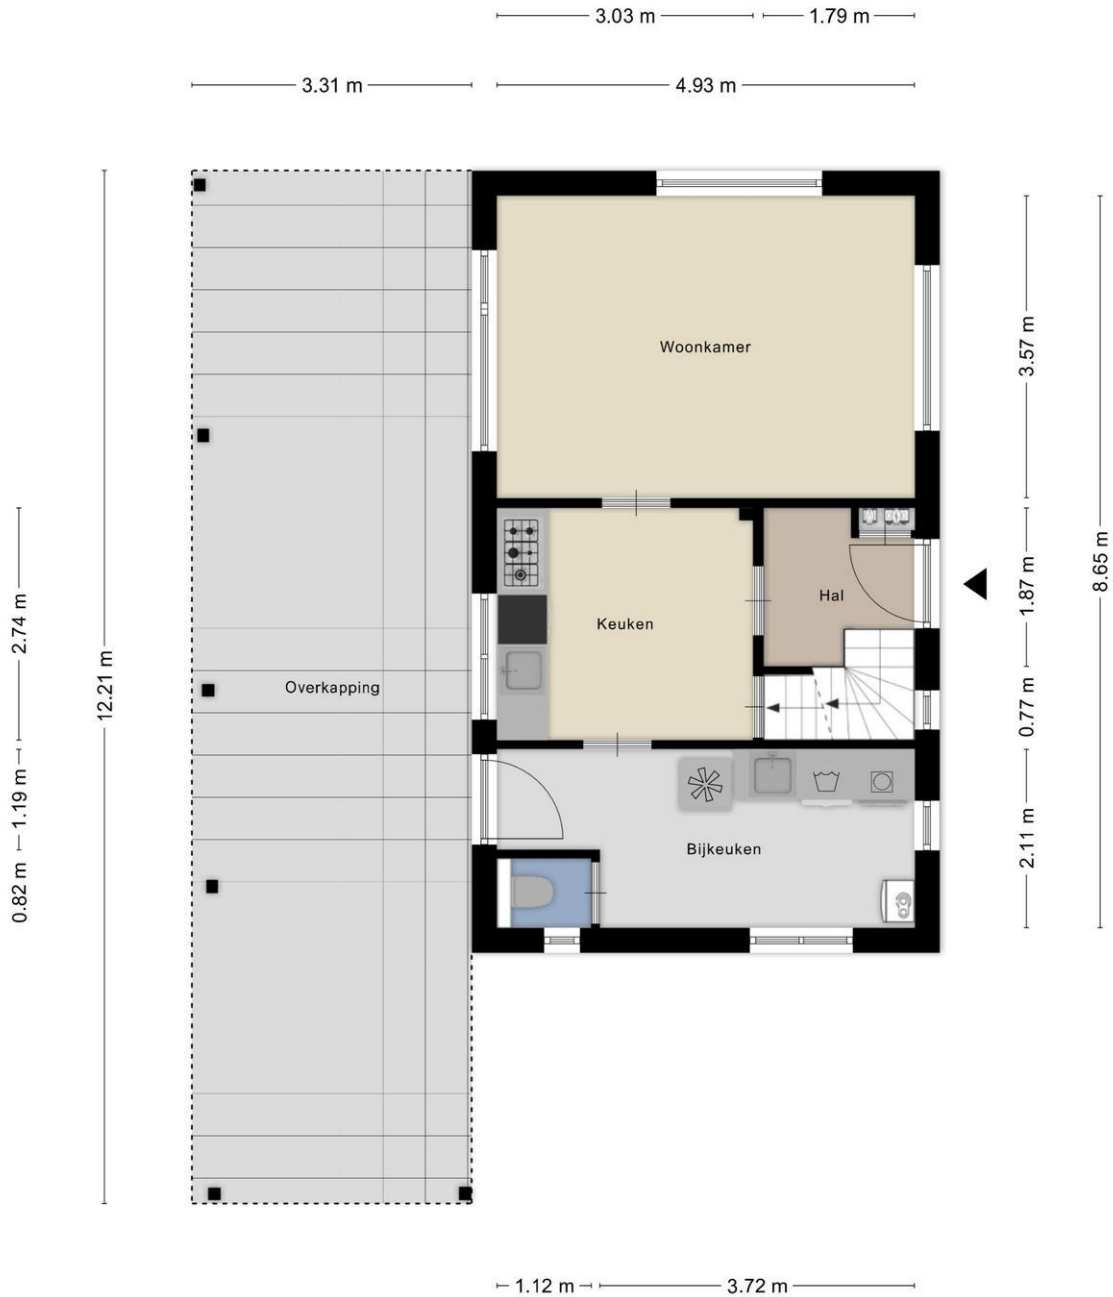 3.03 m
1.79 m
3.31 m
4.93 m
Woonkamer
3.57 m
8.65 m
1.87 m
Hal
Keuken
2.74 m
12.21 m
Overkapping
0.77 m
1.19 m
2.11 m
Bijkeuken
0.82 m
1.12 m
3.72 m